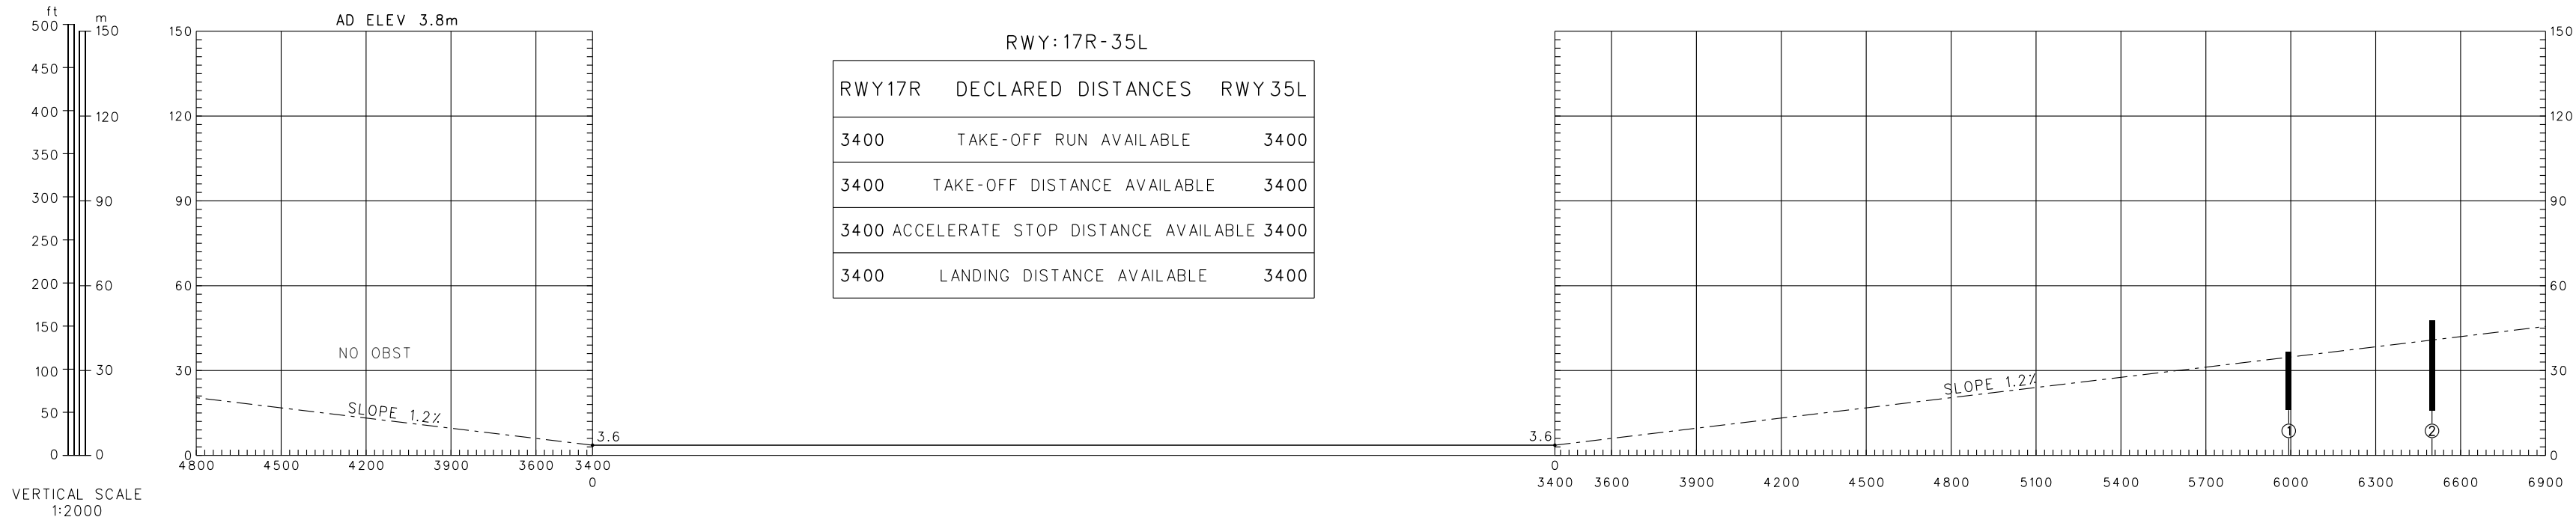 ft
m
500
450
400
350
300
250
200
150
100
50
0
150
120
90
60
30
0
VERTICAL SCALE
1:2000
AD ELEV 3.8m
150
120
90
60
30
0
NO OBST
SLOPE 1.2%
4800 4500 4200 3900 3600 3400
0
3.6
RWY:17R-35L
RWY17R DECLARED DISTANCES RWY35L
3400 TAKE-OFF RUN AVAILABLE 3400
3400 TAKE-OFF DISTANCE AVAILABLE 3400
3400 ACCELERATE STOP DISTANCE AVAILABLE 3400
3400 LANDING DISTANCE AVAILABLE 3400
3.6
SLOPE 1.2%
① ②
150
120
90
60
30
0
0
3400 3600 3900 4200 4500 4800 5100 5400 5700 6000 6300 6600 6900